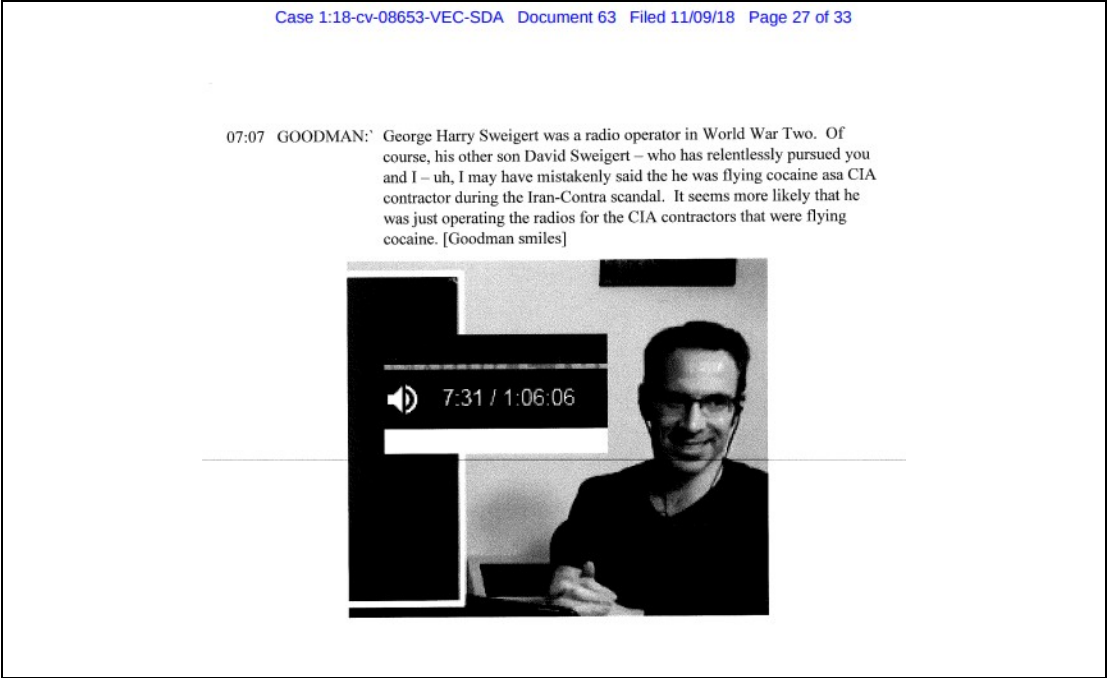 Case 1:18-cv-08653-VEC-SDA Document 63 Filed 11/09/18 Page 27 of 33
07:07 GOODMAN:` George Harry Sweigert was a radio operator in World War Two. Of
course, his other son David Sweigert – who has relentlessly pursued you
and I – uh, I may have mistakenly said the he was flying cocaine asa CIA
contractor during the Iran-Contra scandal. It seems more likely that he
was just operating the radios for the CIA contractors that were flying
cocaine. [Goodman smiles]
7:31 / 1:06:06